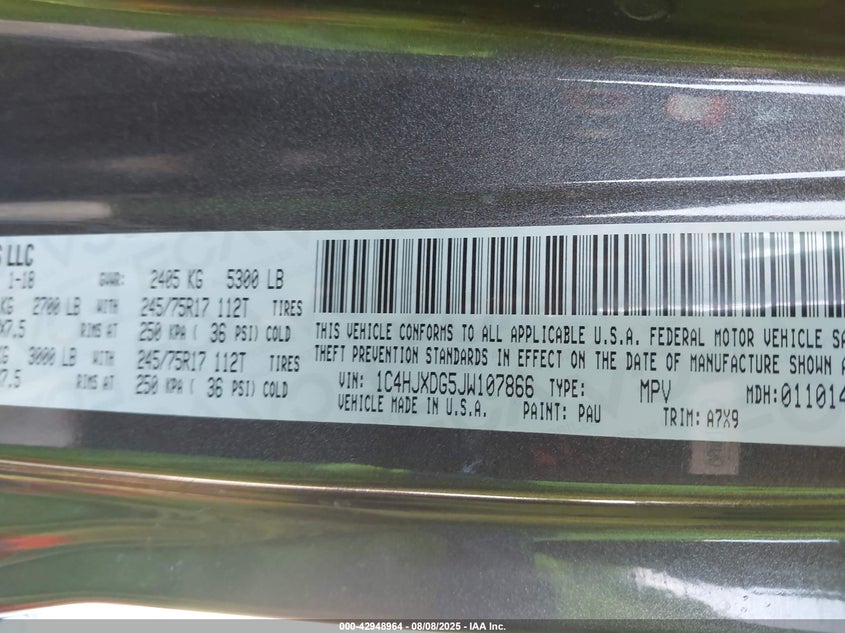 S LLC
1-18 GVWR: 2405 KG 5300 LB
KG 2700 LB WITH 245/75R17 112T TIRES
X7.5 RIMS AT 250 KPA ( 36 PSI) COLD
KG 3000 LB WITH 245/75R17 112T TIRES
X7.5 RIMS AT 250 KPA ( 36 PSI) COLD
THIS VEHICLE CONFORMS TO ALL APPLICABLE U.S.A. FEDERAL MOTOR VEHICLE SA
THEFT PREVENTION STANDARDS IN EFFECT ON THE DATE OF MANUFACTURE SHOWN A
VIN: 1C4HJXDG5JW107866 TYPE: MPV MDH:011014
VEHICLE MADE IN U.S.A. PAINT: PAU TRIM: A7X9
000-42948964 - 08/08/2025 - IAA Inc.